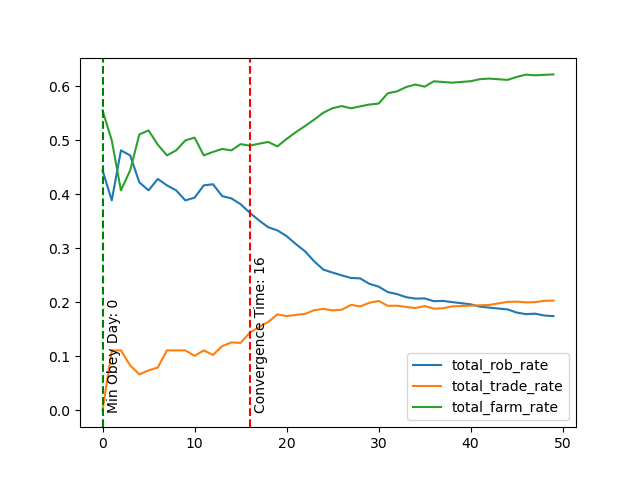 0.6
0.5
0.4
0.3
0.2
0.1
0.0
Min Obey Day: 0
Convergence Time: 16
total_rob_rate
total_trade_rate
total_farm_rate
0 10 20 30 40 50